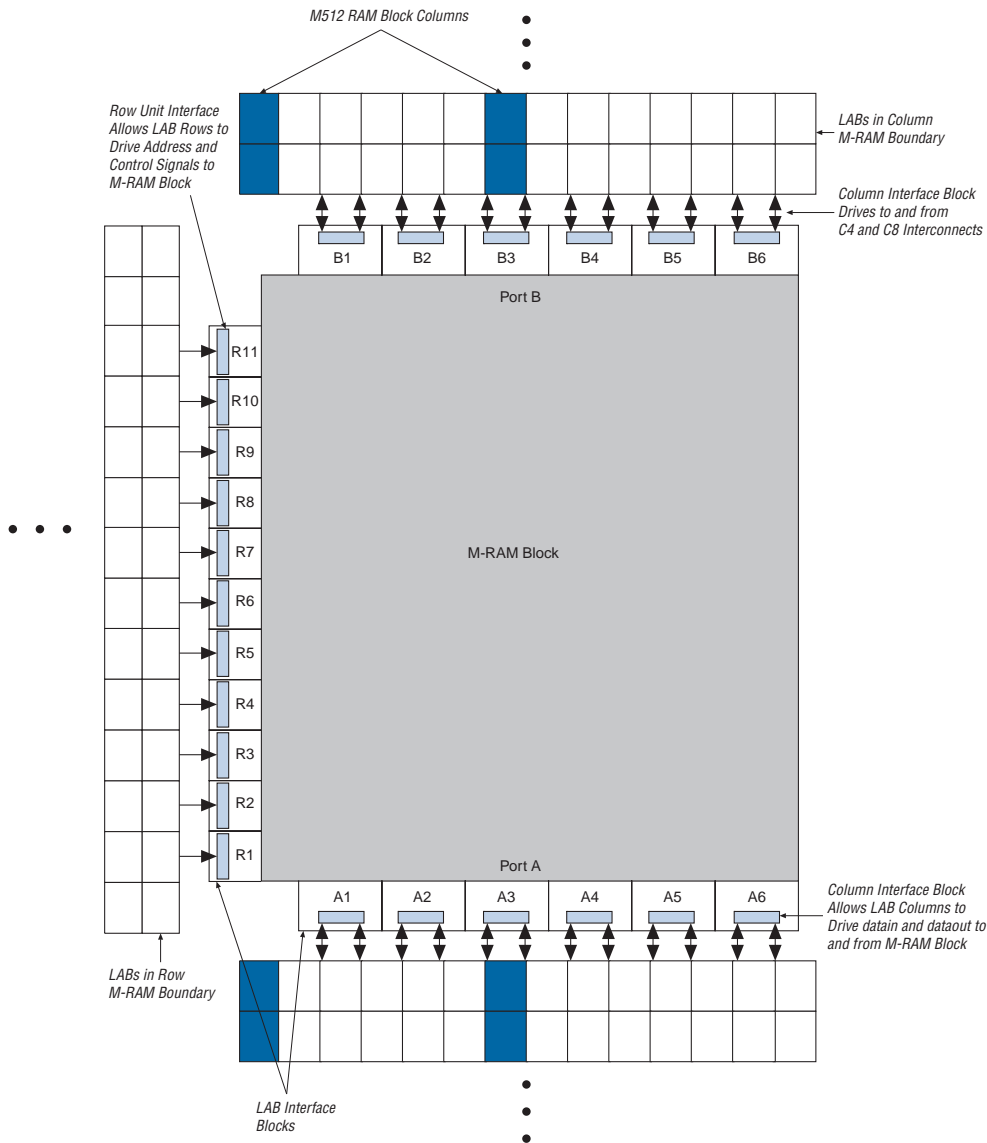 M512 RAM Block Columns
Row Unit Interface
Allows LAB Rows to
Drive Address and
Control Signals to
M-RAM Block
LABs in Column
M-RAM Boundary
Column Interface Block
Drives to and from
C4 and C8 Interconnects
B1 B2 B3 B4 B5 B6
Port B
R11
R10
R9
R8
R7
M-RAM Block
R6
R5
R4
R3
R2
R1
Port A
A1 A2 A3 A4 A5 A6
Column Interface Block
Allows LAB Columns to
Drive datain and dataout to
and from M-RAM Block
LABs in Row
M-RAM Boundary
LAB Interface
Blocks